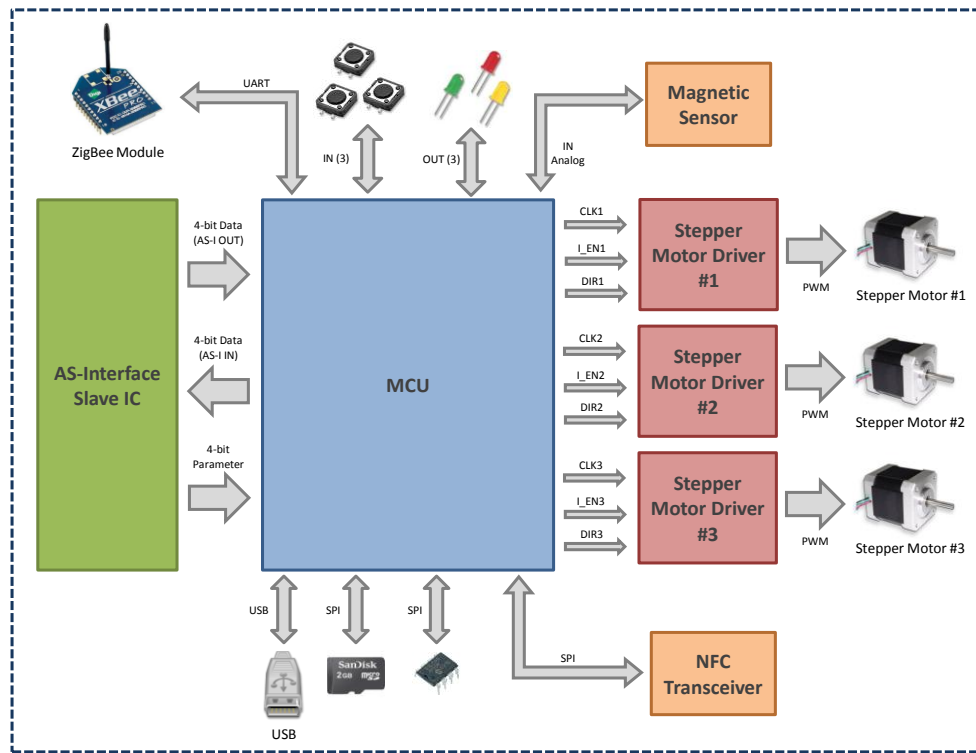 XBee
PRO
ZigBee Module
UART
IN (3)
OUT (3)
IN
Analog
Magnetic
Sensor
AS-Interface
Slave IC
4-bit Data
(AS-I OUT)
4-bit Data
(AS-I IN)
4-bit
Parameter
MCU
CLK1
I_EN1
DIR1
Stepper
Motor Driver
#1
PWM
Stepper Motor #1
CLK2
I_EN2
DIR2
Stepper
Motor Driver
#2
PWM
Stepper Motor #2
CLK3
I_EN3
DIR3
Stepper
Motor Driver
#3
PWM
Stepper Motor #3
USB
SPI
SPI
SPI
SanDisk
2GB micro
USB
NFC
Transceiver